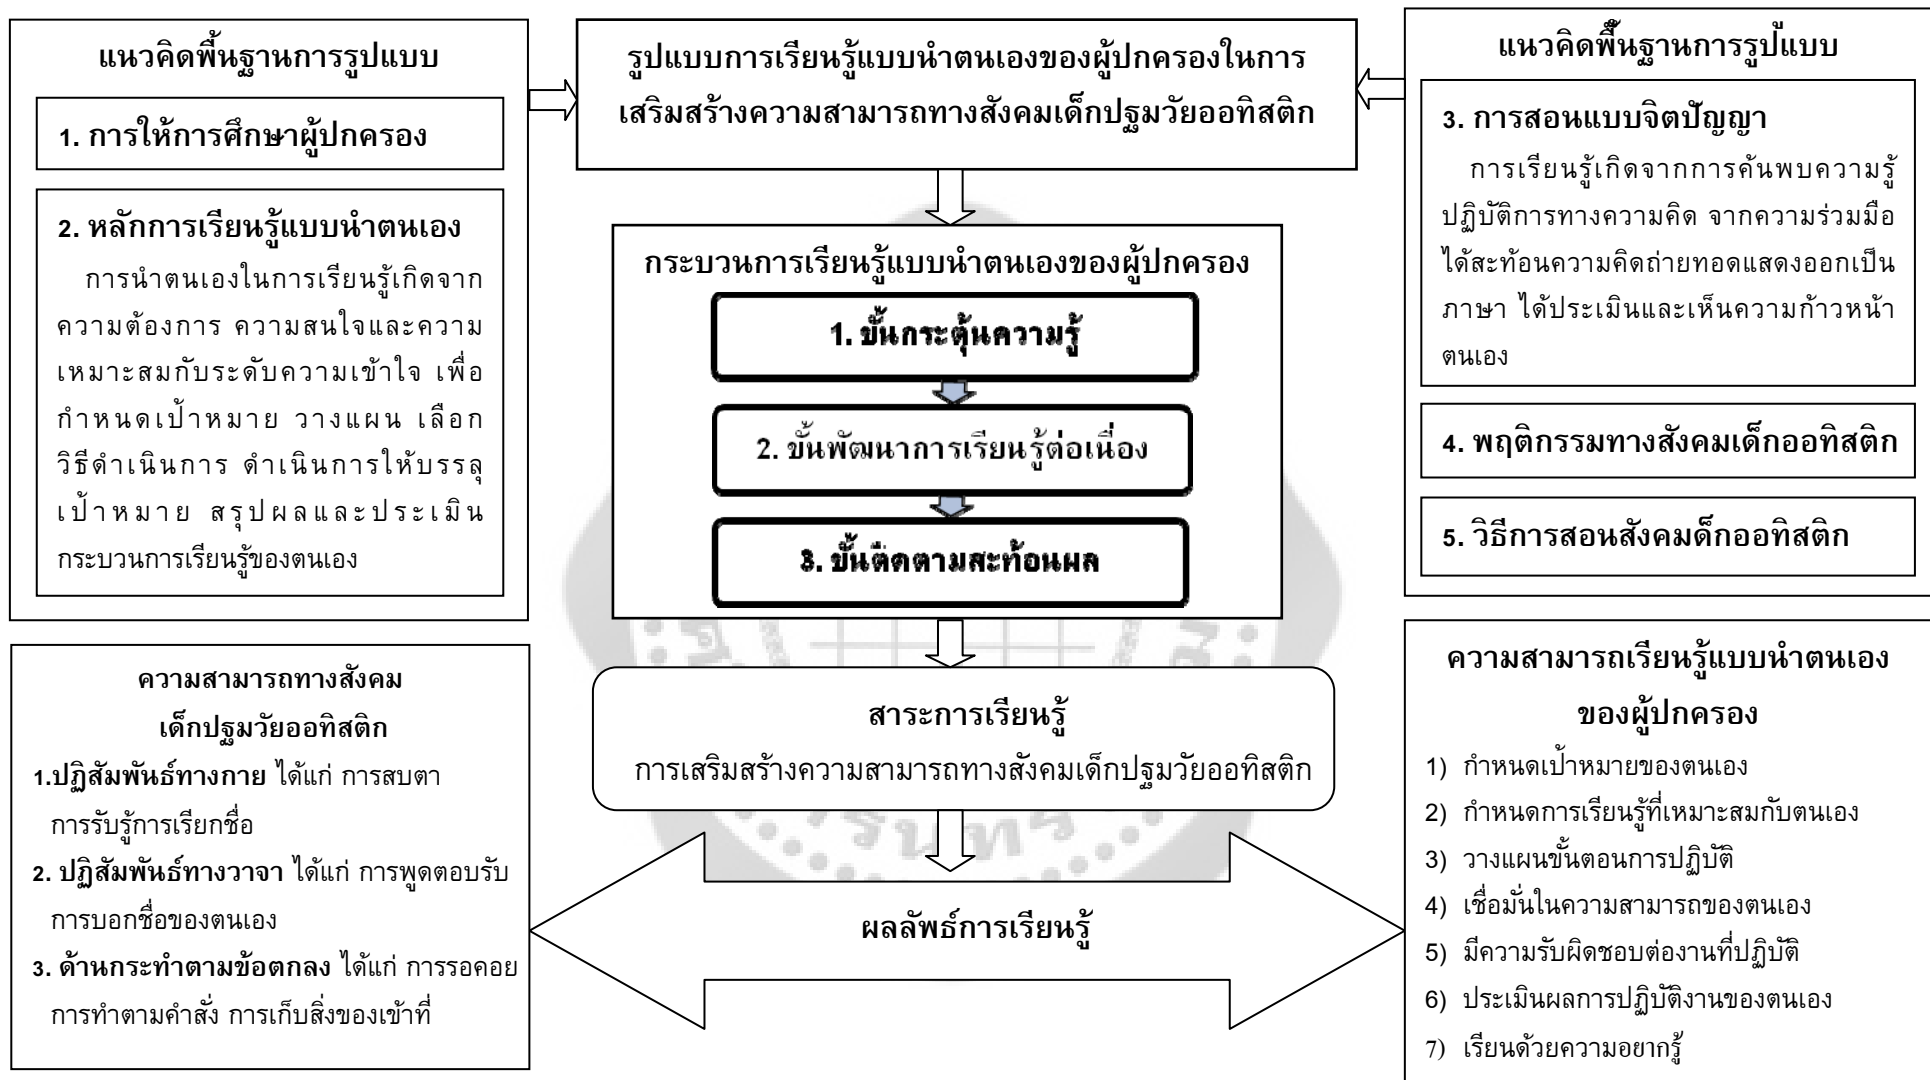 แนวคิดพื้นฐานการรูปแบบ
1. การให้การศึกษาผู้ปกครอง
2. หลักการเรียนรู้แบบนำตนเอง
การนำตนเองในการเรียนรู้เกิดจาก
ความต้องการ ความสนใจและความ
เหมาะสมกับระดับความเข้าใจ เพื่อ
กำหนดเป้าหมาย วางแผน เลือก
วิธีดำเนินการ ดำเนินการให้บรรลุ
เป้าหมาย สรุปผลและประเมิน
กระบวนการเรียนรู้ของตนเอง
รูปแบบการเรียนรู้แบบนำตนเองของผู้ปกครองในการ
เสริมสร้างความสามารถทางสังคมเด็กปฐมวัยออทิสติก
กระบวนการเรียนรู้แบบนำตนเองของผู้ปกครอง
1. ขั้นกระตุ้นความรู้
2. ขั้นพัฒนาการเรียนรู้ต่อเนื่อง
3. ขั้นติดตามสะท้อนผล
แนวคิดพื้นฐานการรูปแบบ
3. การสอนแบบจิตปัญญา
การเรียนรู้เกิดจากการค้นพบความรู้
ปฏิบัติการทางความคิด จากความร่วมมือ
ได้สะท้อนความคิดถ่ายทอดแสดงออกเป็น
ภาษา ได้ประเมินและเห็นความก้าวหน้า
ตนเอง
4. พฤติกรรมทางสังคมเด็กออทิสติก
5. วิธีการสอนสังคมด็กออทิสติก
ความสามารถทางสังคม
เด็กปฐมวัยออทิสติก
1.ปฏิสัมพันธ์ทางกาย ได้แก่ การสบตา
การรับรู้การเรียกชื่อ
2. ปฏิสัมพันธ์ทางวาจา ได้แก่ การพูดตอบรับ
การบอกชื่อของตนเอง
3. ด้านกระทำตามข้อตกลง ได้แก่ การรอคอย
การทำตามคำสั่ง การเก็บสิ่งของเข้าที่
สาระการเรียนรู้
การเสริมสร้างความสามารถทางสังคมเด็กปฐมวัยออทิสติก
ผลลัพธ์การเรียนรู้
ความสามารถเรียนรู้แบบนำตนเอง
ของผู้ปกครอง
1) กำหนดเป้าหมายของตนเอง
2) กำหนดการเรียนรู้ที่เหมาะสมกับตนเอง
3) วางแผนขั้นตอนการปฏิบัติ
4) เชื่อมั่นในความสามารถของตนเอง
5) มีความรับผิดชอบต่องานที่ปฏิบัติ
6) ประเมินผลการปฏิบัติงานของตนเอง
7) เรียนด้วยความอยากรู้